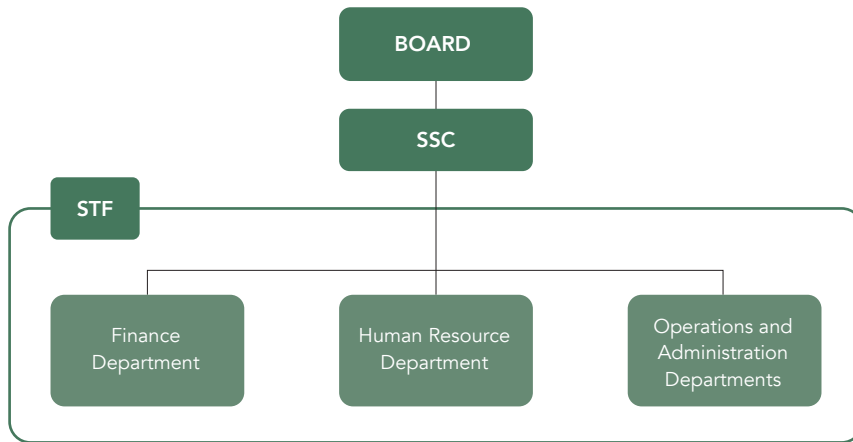 BOARD
SSC
STF
Finance
Department
Human Resource
Department
Operations and
Administration
Departments